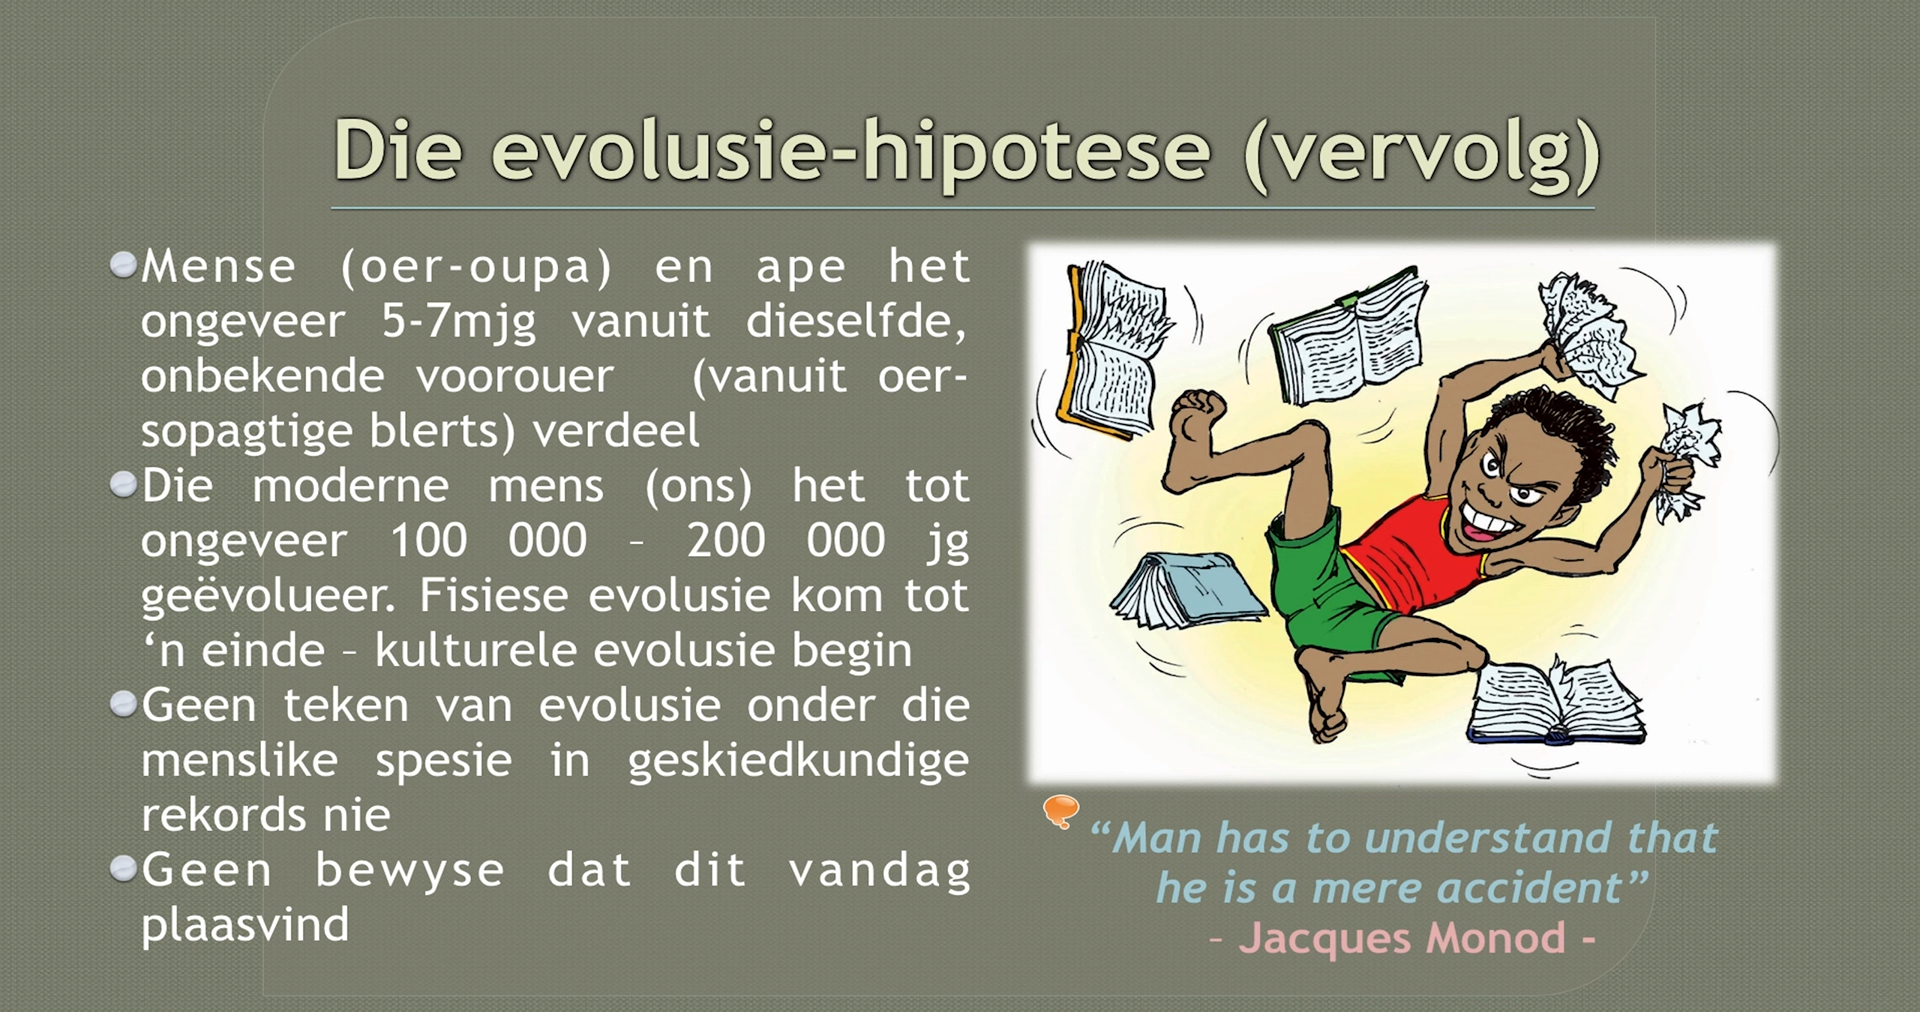 Die evolusie-hipotese (vervolg)
Mense (oer-oupa) en ape het
ongeveer 5-7mjg vanuit dieselfde,
onbekende voorouer (vanuit oer-
sopagtige blerts) verdeel
Die moderne mens (ons) het tot
ongeveer 100 000 – 200 000 jg
geëvolueer. Fisiese evolusie kom tot
‘n einde – kulturele evolusie begin
Geen teken van evolusie onder die
menslike spesie in geskiedkundige
rekords nie
Geen bewyse dat dit vandag
plaasvind
“Man has to understand that
he is a mere accident”
– Jacques Monod -